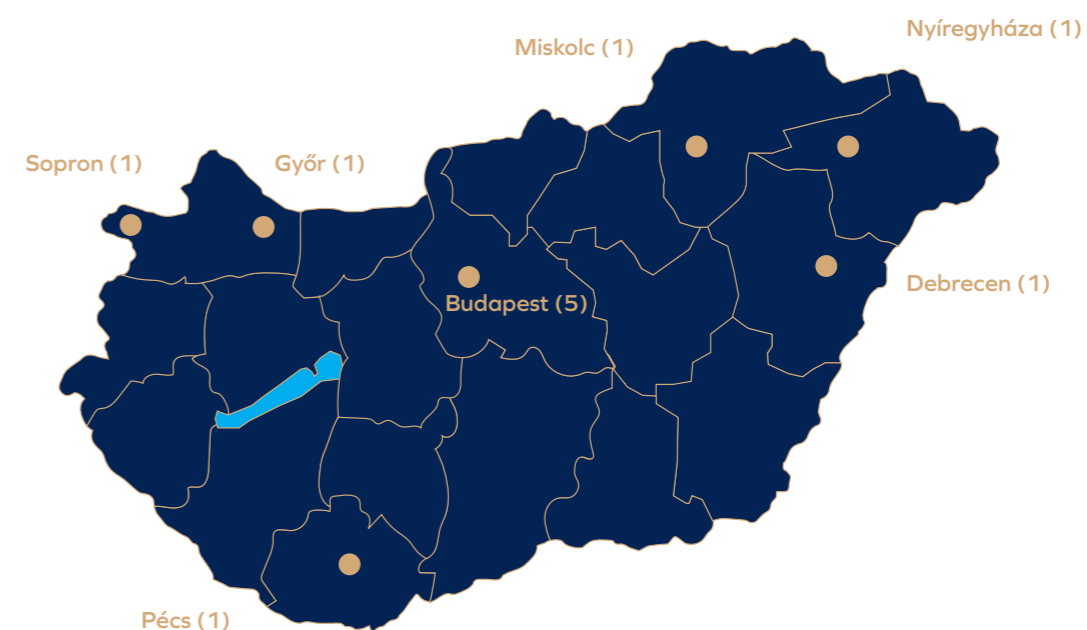 Nyíregyháza (1)
Miskolc (1)
Sopron (1)
Győr (1)
Debrecen (1)
Budapest (5)
Pécs (1)